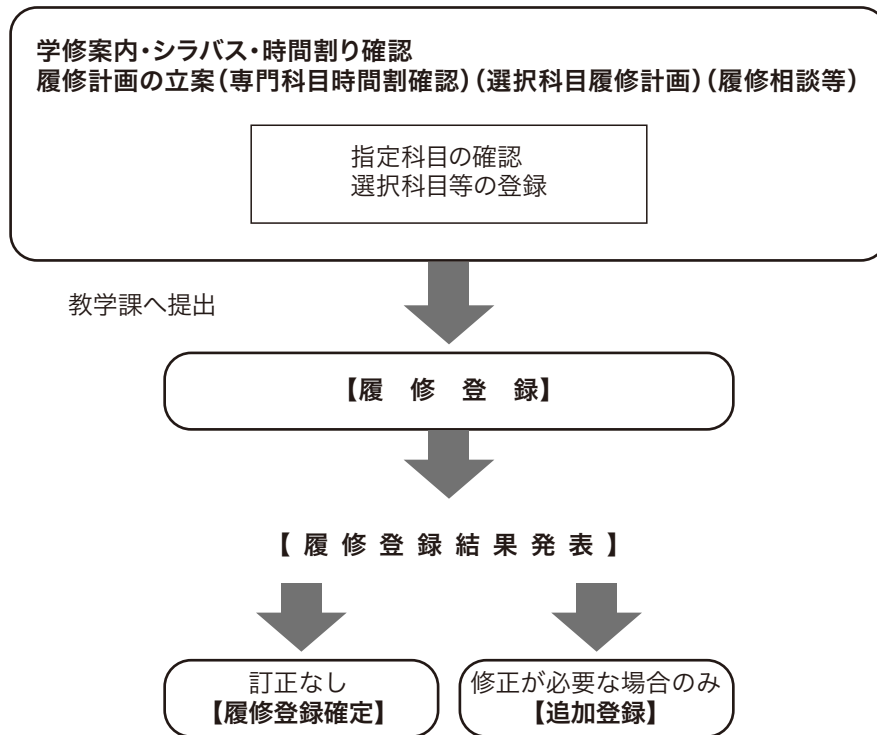 学修案内・シラバス・時間割り確認
履修計画の立案(専門科目時間割確認)(選択科目履修計画)(履修相談等)
指定科目の確認
選択科目等の登録
教学課へ提出
【履　修　登　録】
【 履 修 登 録 結 果 発 表 】
訂正なし
【履修登録確定】
修正が必要な場合のみ
【追加登録】